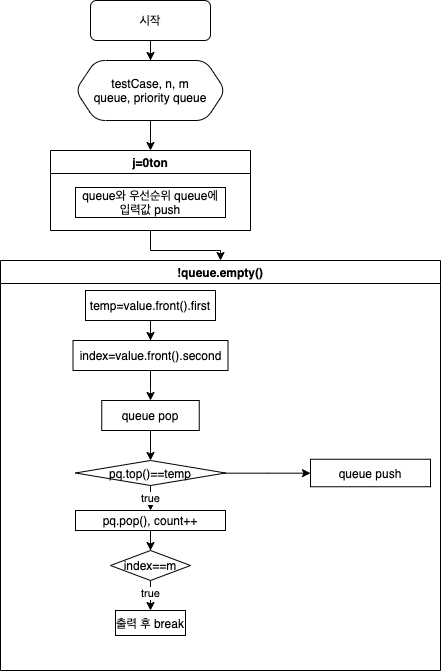 시작
testCase, n, m
queue, priority queue
j=0ton
queue와 우선순위 queue에
입력값 push
!queue.empty()
temp=value.front().first
index=value.front().second
queue pop
pq.top()==temp
queue push
true
pq.pop(), count++
index==m
true
출력 후 break